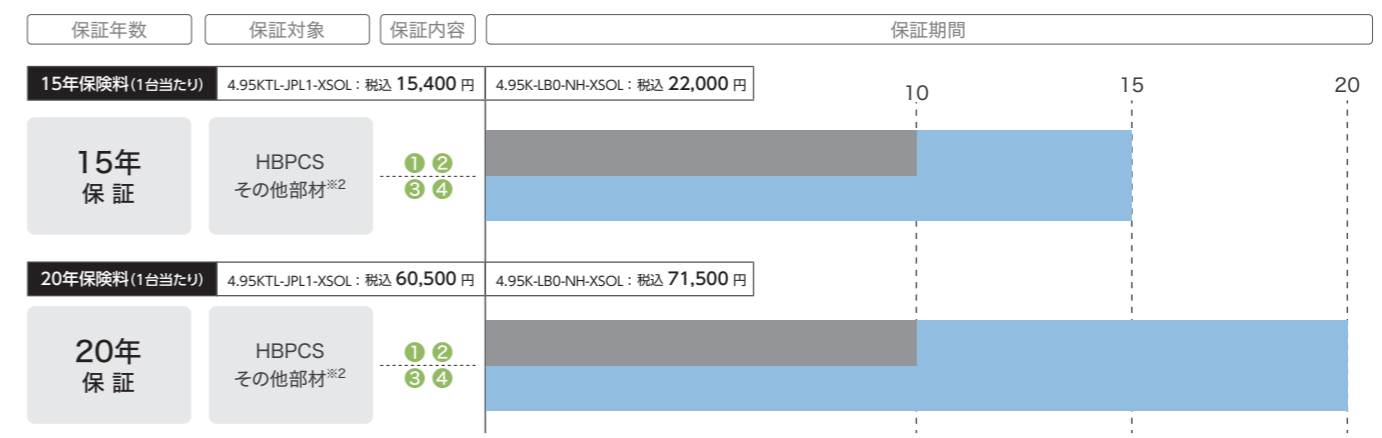 保証年数 保証対象 保証内容 保証期間
15年保険料(1台当たり) 4.95KTL-JPL1-XSOL：税込 15,400 円 4.95K-LB0-NH-XSOL：税込 22,000 円
10 15 20
15年
保証
HBPCS
その他部材※2
❶ ❷
❸ ❹
20年保険料(1台当たり) 4.95KTL-JPL1-XSOL：税込 60,500 円 4.95K-LB0-NH-XSOL：税込 71,500 円
20年
保証
HBPCS
その他部材※2
❶ ❷
❸ ❹